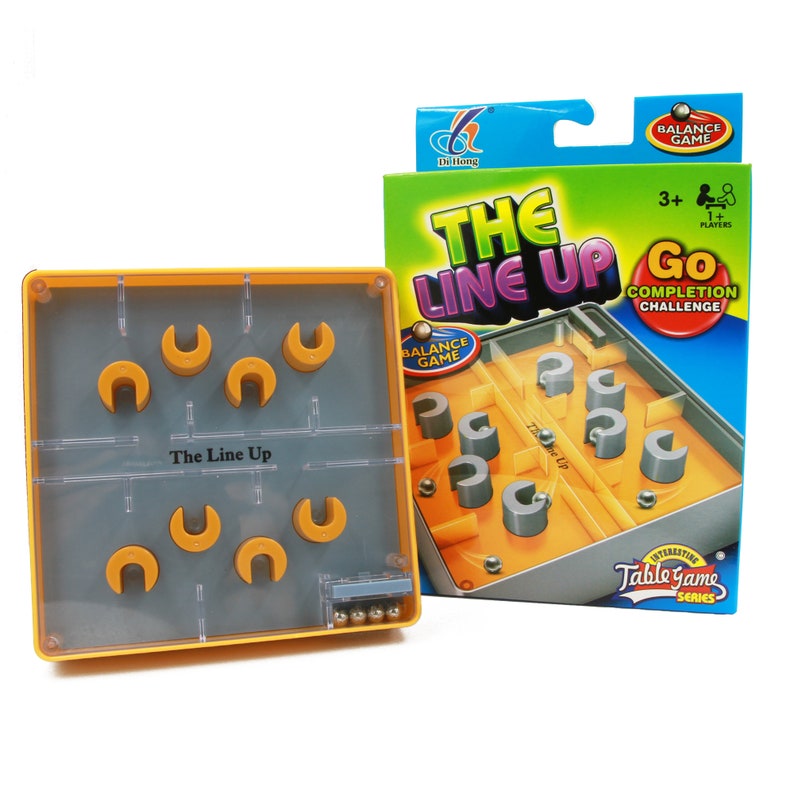 The Line Up
®
Di Hong
BALANCE
GAME
THE
LINE UP
3+
1+
PLAYERS
GO
COMPLETION
CHALLENGE
BALANCE
GAME
The Line Up
INTERESTING
Table game
SERIES